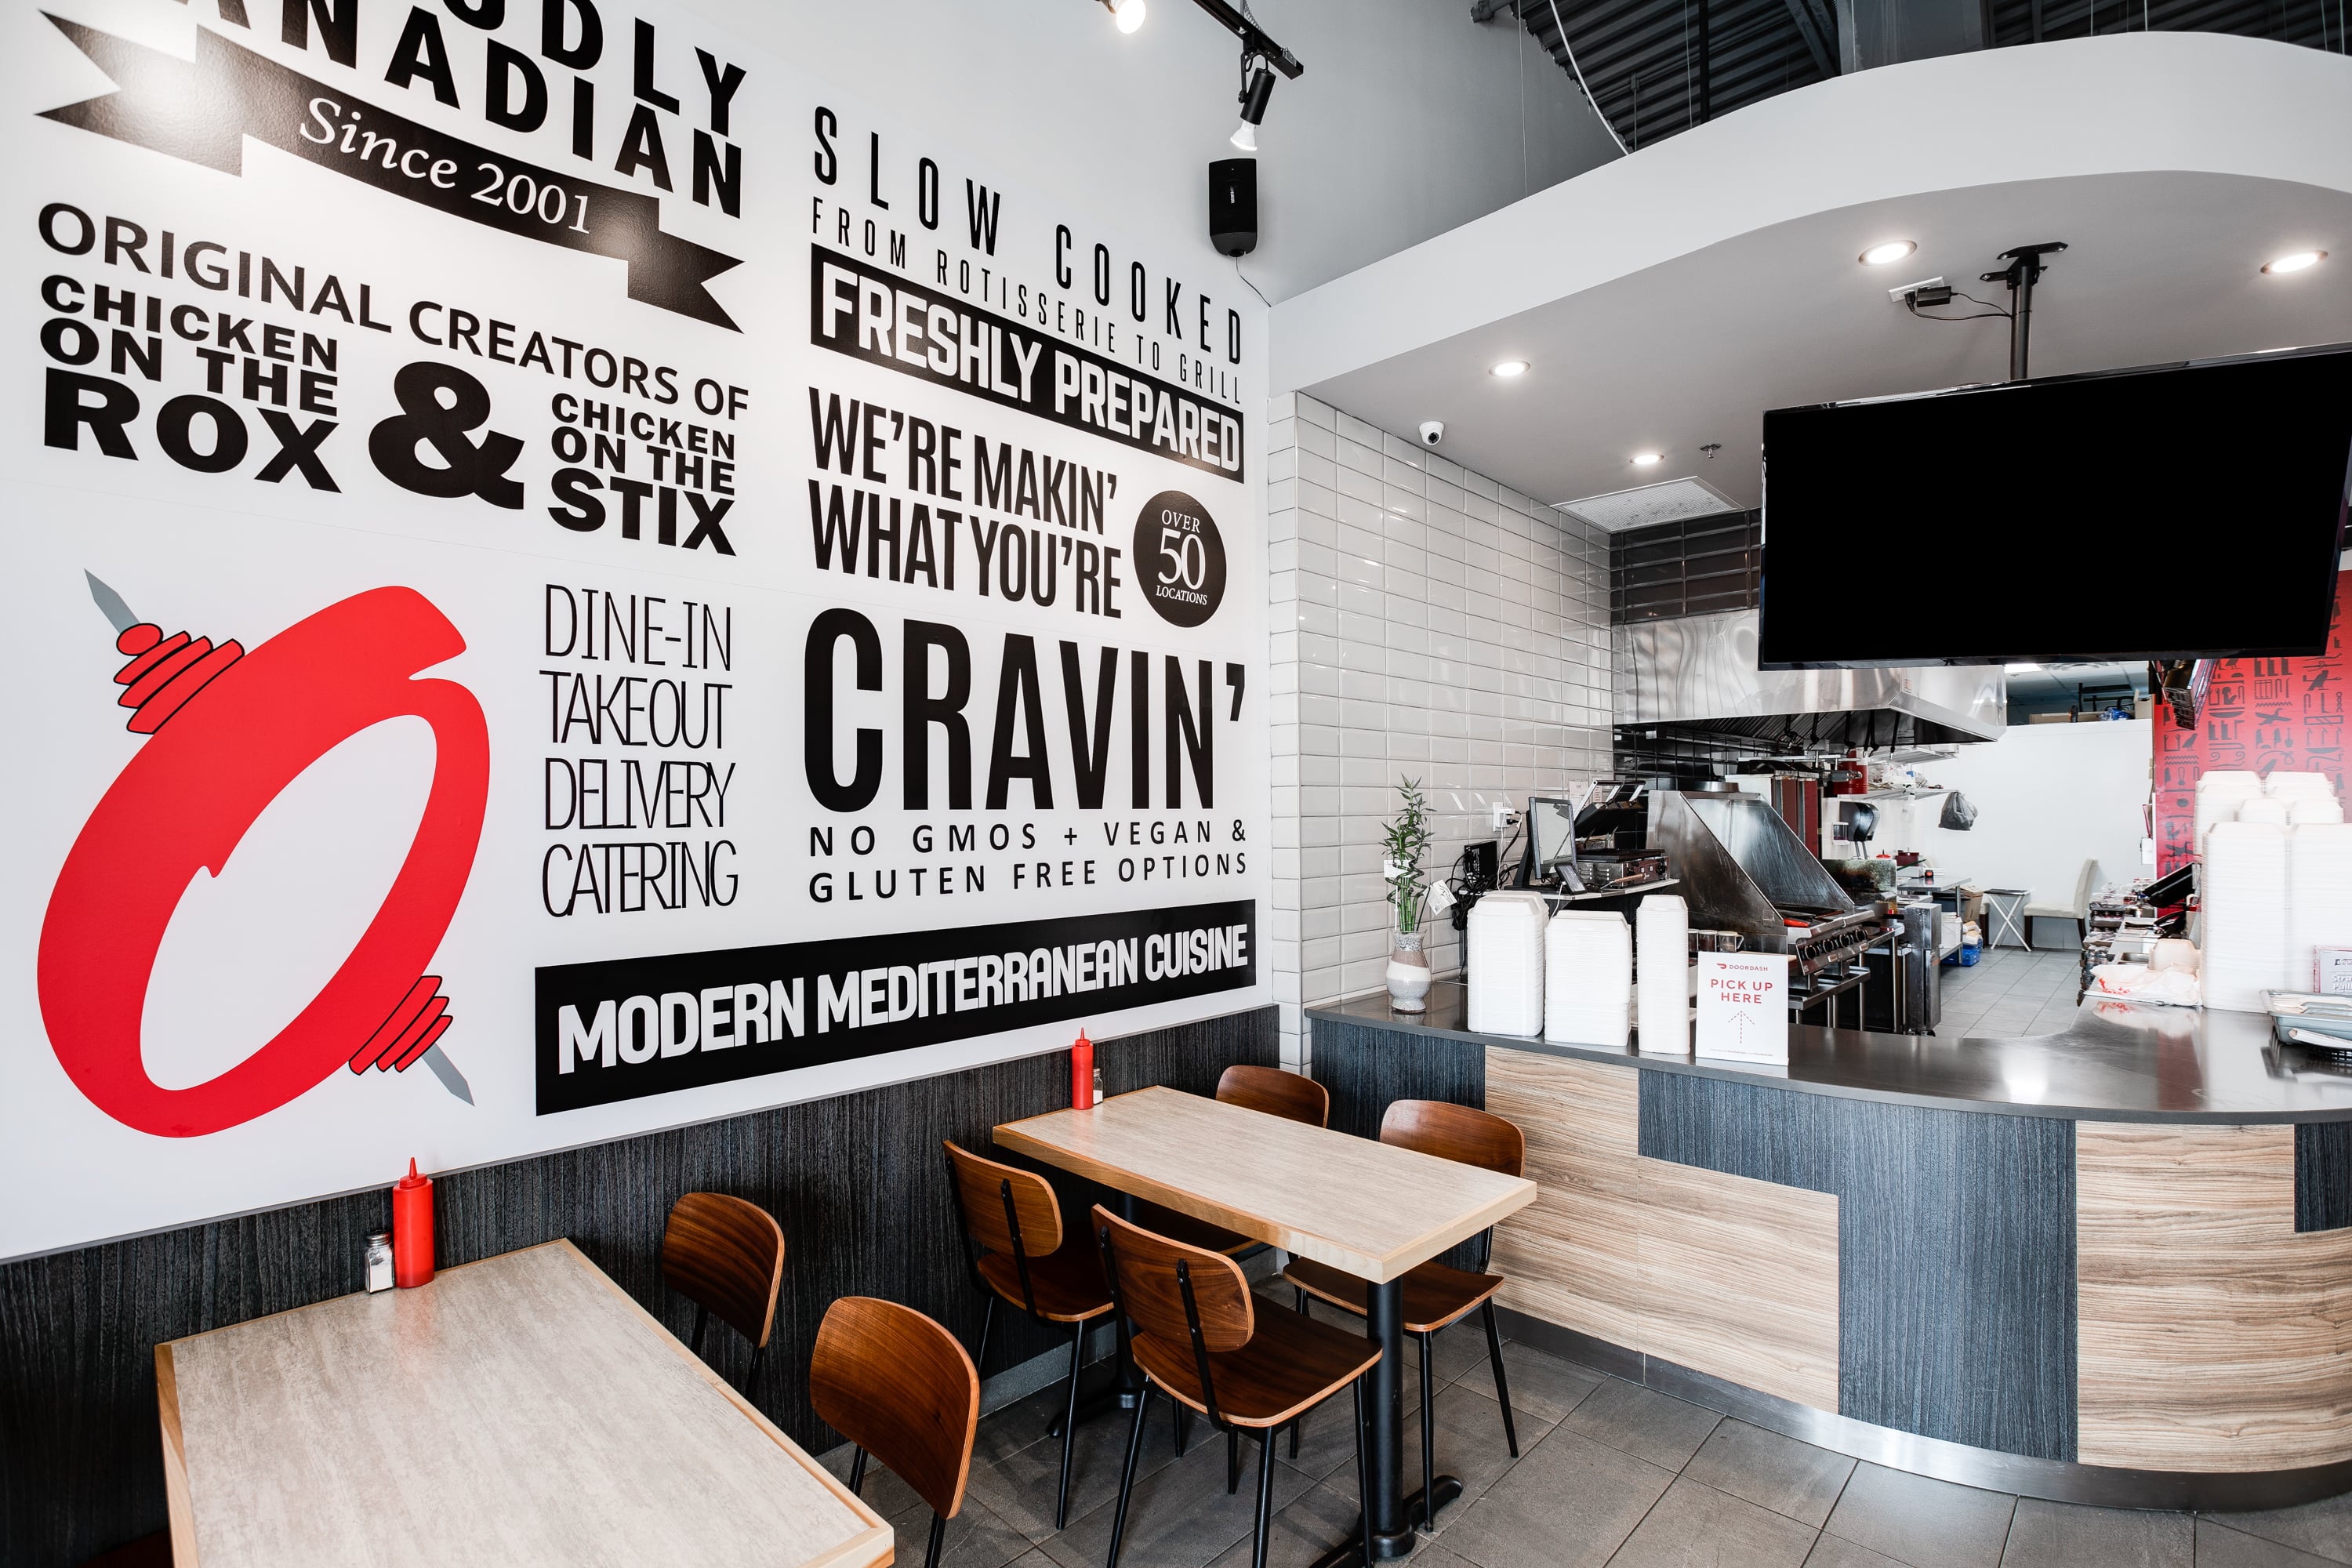 UDLY
ANADIAN
Since 2001
ORIGINAL CREATORS OF
CHICKEN
ON THE
ROX
&
CHICKEN
ON THE
STIX
DINE-IN
TAKEOUT
DELIVERY
CATERING
SLOW COOKED
FROM ROTISSERIE TO GRILL
FRESHLY PREPARED
WE'RE MAKIN'
WHAT YOU'RE
CRAVIN'
OVER
50
LOCATIONS
NO GMOS + VEGAN &
GLUTEN FREE OPTIONS
MODERN MEDITERRANEAN CUISINE
DOORDASH
PICK UP
HERE